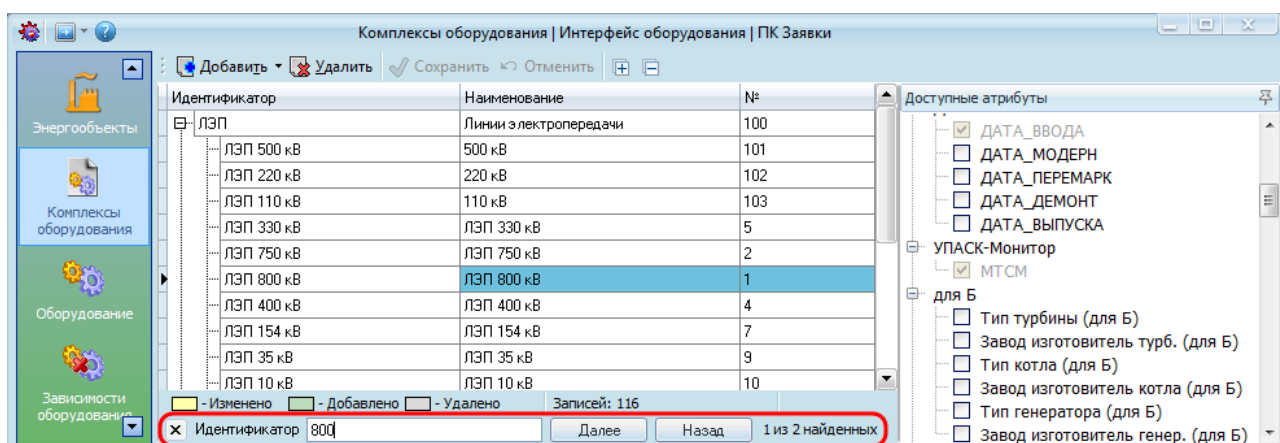 Комплексы оборудования | Интерфейс оборудования | ПК Заявки
Добавить Удалить Сохранить Отменить
Энергообъекты
Комплексы
оборудования
Оборудование
Зависимости
оборудования
Идентификатор Наименование №
ЛЭП Линии электропередачи 100
ЛЭП 500 кВ 500 кВ 101
ЛЭП 220 кВ 220 кВ 102
ЛЭП 110 кВ 110 кВ 103
ЛЭП 330 кВ ЛЭП 330 кВ 5
ЛЭП 750 кВ ЛЭП 750 кВ 2
ЛЭП 800 кВ ЛЭП 800 кВ 1
ЛЭП 400 кВ ЛЭП 400 кВ 4
ЛЭП 154 кВ ЛЭП 154 кВ 7
ЛЭП 35 кВ ЛЭП 35 кВ 9
ЛЭП 10 кВ ЛЭП 10 кВ 10
- Изменено - Добавлено - Удалено Записей: 116
Идентификатор 800 Далее Назад 1 из 2 найденных
Доступные атрибуты
ДАТА_ВВОДА
ДАТА_МОДЕРН
ДАТА_ПЕРЕМАРК
ДАТА_ДЕМОНТ
ДАТА_ВЫПУСКА
УПАСК-Монитор
МТСМ
для Б
Тип турбины (для Б)
Завод изготовитель турб. (для Б)
Тип котла (для Б)
Завод изготовитель котла (для Б)
Тип генератора (для Б)
Завод изготовитель генер. (для Б)